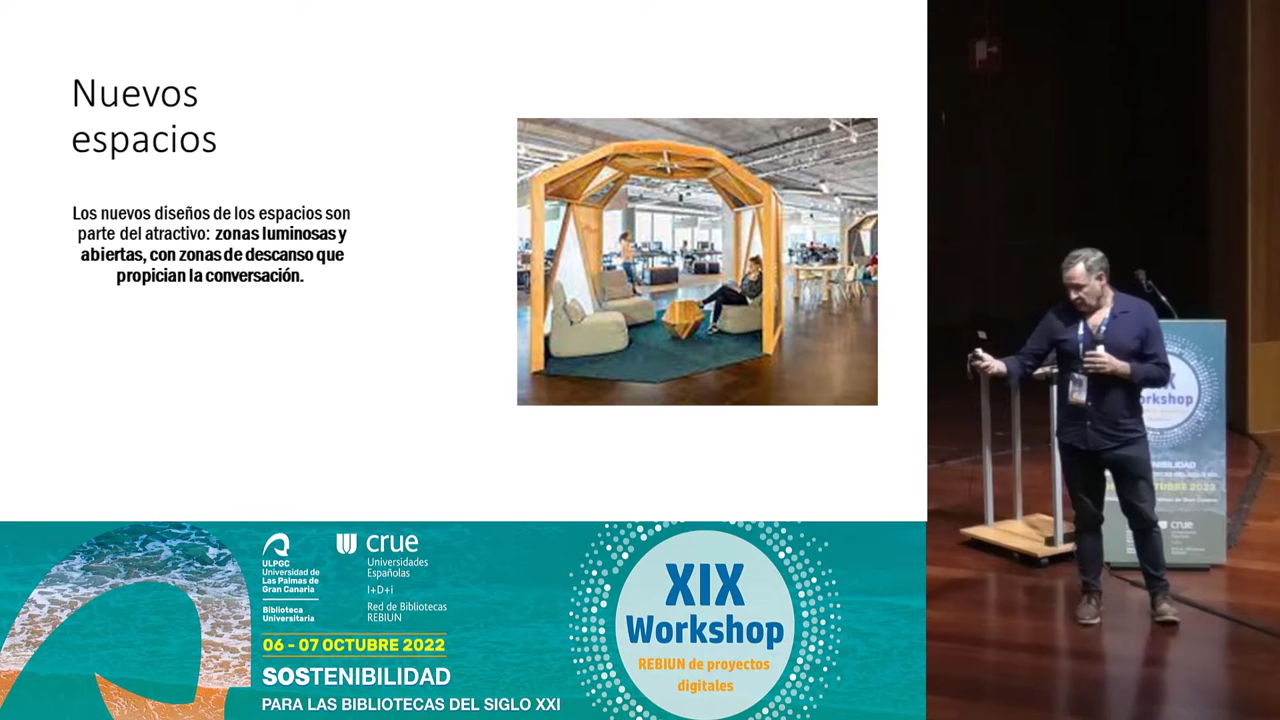 Nuevos
espacios
Los nuevos diseños de los espacios son
parte del atractivo: zonas luminosas y
abiertas, con zonas de descanso que
propician la conversación.
ULPGC
Universidad de
Las Palmas de
Gran Canaria
Biblioteca
Universitaria
crue
Universidades
Españolas
I+D+i
Red de Bibliotecas
REBIUN
06 - 07 OCTUBRE 2022
SOSTENIBILIDAD
PARA LAS BIBLIOTECAS DEL SIGLO XXI
XIX
Workshop
REBIUN de proyectos
digitales
crue